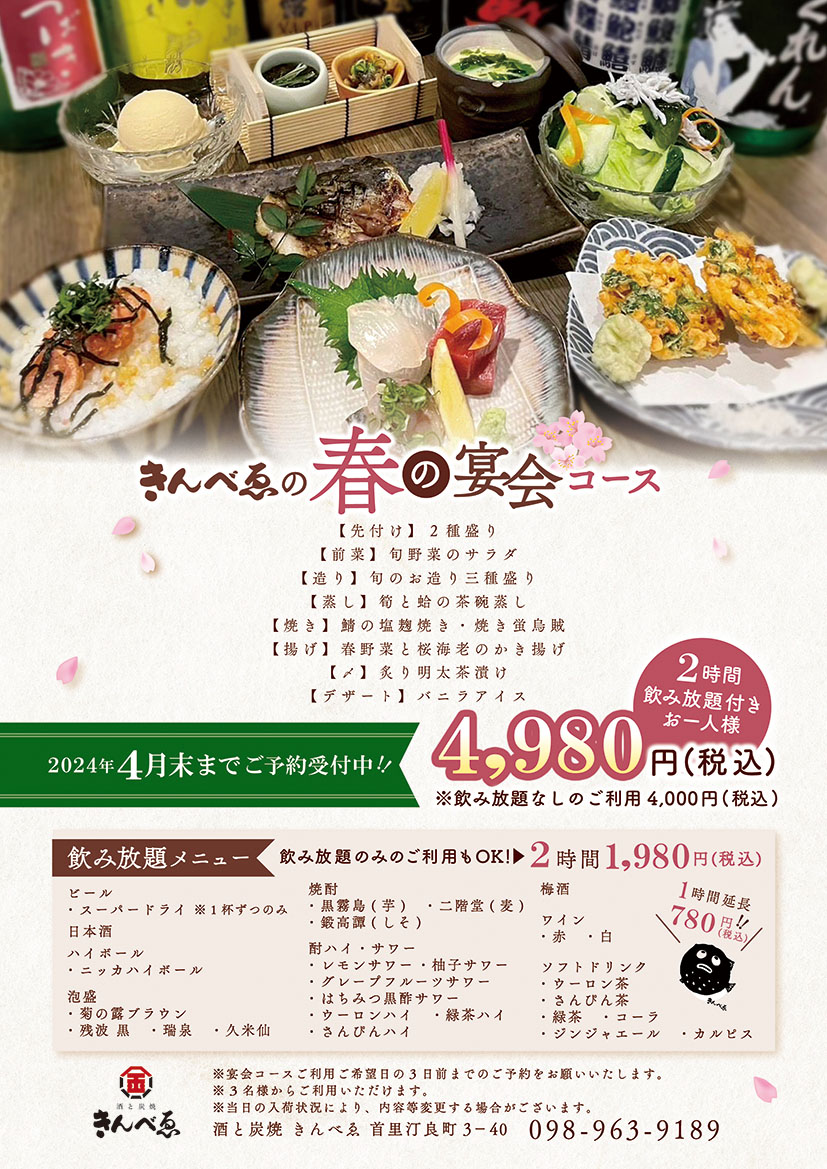 つばさ
くれん
きんべゑの春の宴会コース
【先付け】２種盛り
【前菜】旬野菜のサラダ
【造り】旬のお造り三種盛り
【蒸し】筍と蛤の茶碗蒸し
【焼き】鯖の塩麹焼き・焼き蛍烏賊
【揚げ】春野菜と桜海老のかき揚げ
【〆】炙り明太茶漬け
【デザート】バニラアイス
2時間
飲み放題付き
お一人様
2024年4月末までご予約受付中!!
4,980円(税込)
※飲み放題なしのご利用 4,000円(税込)
飲み放題メニュー
飲み放題のみのご利用もOK!▶2時間1,980円(税込)
ビール
・スーパードライ ※１杯ずつのみ
日本酒
ハイボール
・ニッカハイボール
泡盛
・菊の露ブラウン
・残波 黒 ・瑞泉 ・久米仙
焼酎
・黒霧島(芋) ・二階堂(麦)
・鍛高譚(しそ)
酎ハイ・サワー
・レモンサワー ・柚子サワー
・グレープフルーツサワー
・はちみつ黒酢サワー
・ウーロンハイ ・緑茶ハイ
・さんぴんハイ
梅酒
ワイン
・赤 ・白
ソフトドリンク
・ウーロン茶
・さんぴん茶
・緑茶 ・コーラ
・ジンジャエール ・カルピス
1時間延長
780円!!
(税込)
きんべゑ
酒と炭焼
きんべゑ
※宴会コースご利用ご希望日の３日前までのご予約をお願いいたします。
※３名様からご利用いただけます。
※当日の入荷状況により、内容等変更する場合がございます。
酒と炭焼 きんべゑ 首里汀良町3−40 098-963-9189